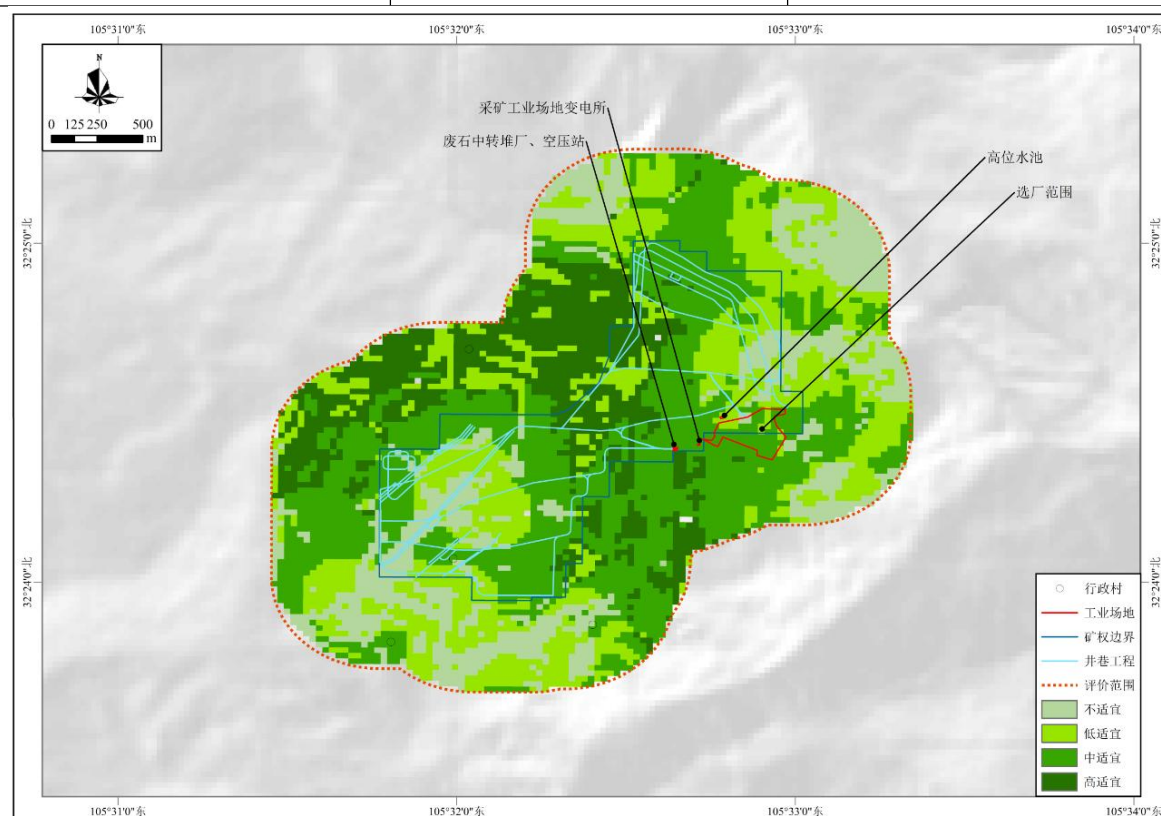 105°31'0"东
105°32'0"东
105°33'0"东
105°34'0"东
N
0 125 250 500
m
采矿工业场地变电所
废石中转堆厂、空压站
高位水池
选厂范围
32°25'0"北
32°25'0"北
32°24'0"北
32°24'0"北
行政村
工业场地
矿权边界
井巷工程
评价范围
不适宜
低适宜
中适宜
高适宜
105°31'0"东
105°32'0"东
105°33'0"东
105°34'0"东